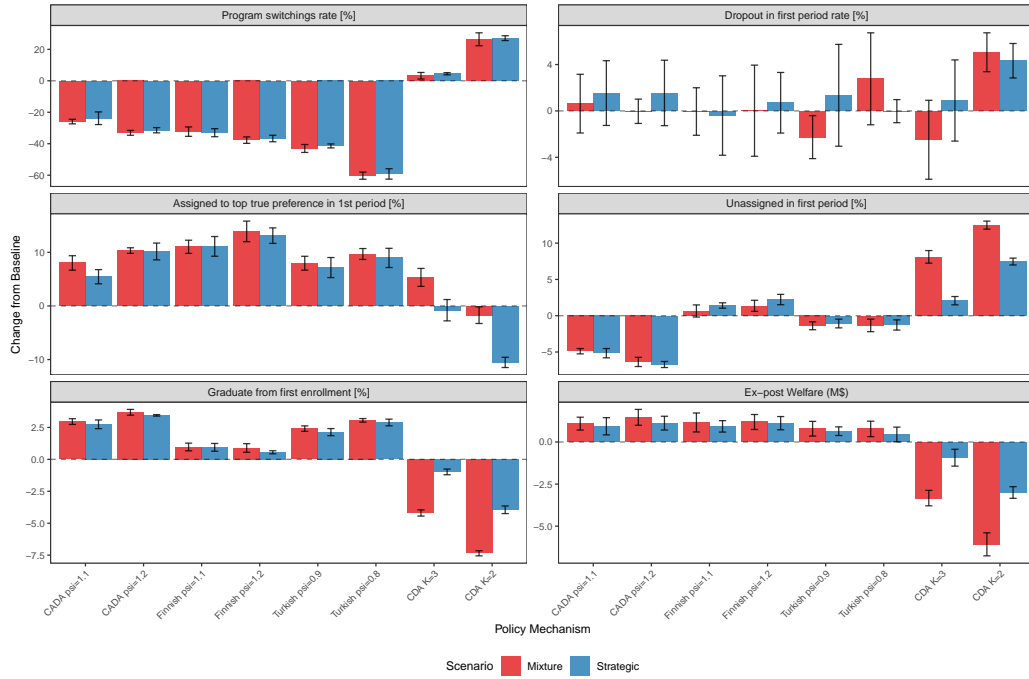 Program switchings rate [%]
Dropout in first period rate [%]
20
0
−20
−40
−60
4
0
−4
Assigned to top true preference in 1st period [%]
Unassigned in first period [%]
10
0
−10
10
5
0
−5
Change from Baseline
Graduate from first enrollment [%]
Ex−post Welfare (M$)
2.5
0.0
−2.5
−5.0
−7.5
0.0
−2.5
−5.0
CADA psi=1.1
CADA psi=1.2
Finnish psi=1.1
Finnish psi=1.2
Turkish psi=0.9
Turkish psi=0.8
CDA K=3
CDA K=2
CADA psi=1.1
CADA psi=1.2
Finnish psi=1.1
Finnish psi=1.2
Turkish psi=0.9
Turkish psi=0.8
CDA K=3
CDA K=2
Policy Mechanism
Scenario Mixture Strategic